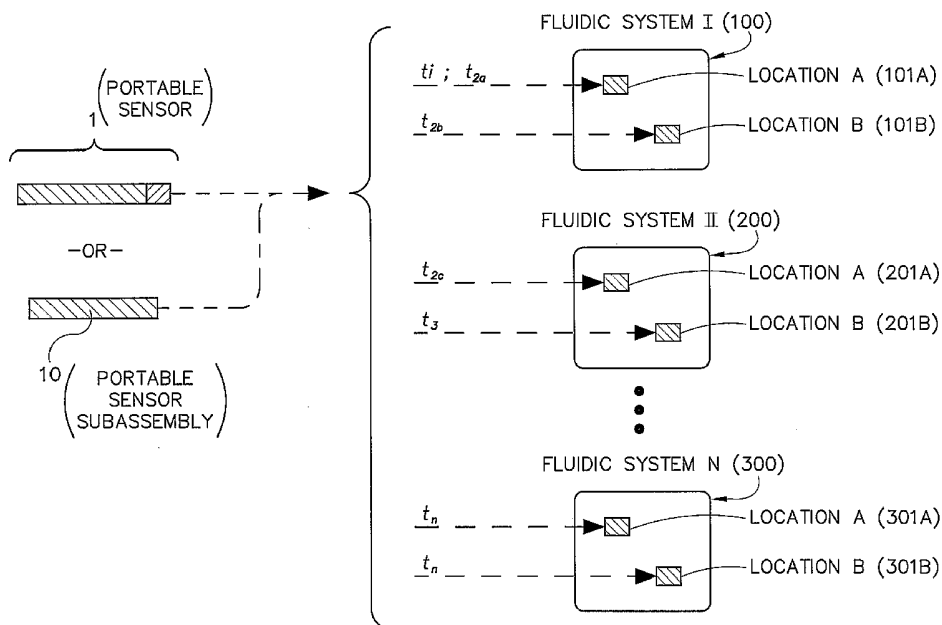 FLUIDIC SYSTEM I (100)
ti ; t2a
LOCATION A (101A)
t2b
LOCATION B (101B)
(PORTABLE
SENSOR)
1
-OR-
10
(PORTABLE
SENSOR
SUBASSEMBLY)
FLUIDIC SYSTEM II (200)
t2c
LOCATION A (201A)
t3
LOCATION B (201B)
FLUIDIC SYSTEM N (300)
tn
LOCATION A (301A)
tn
LOCATION B (301B)